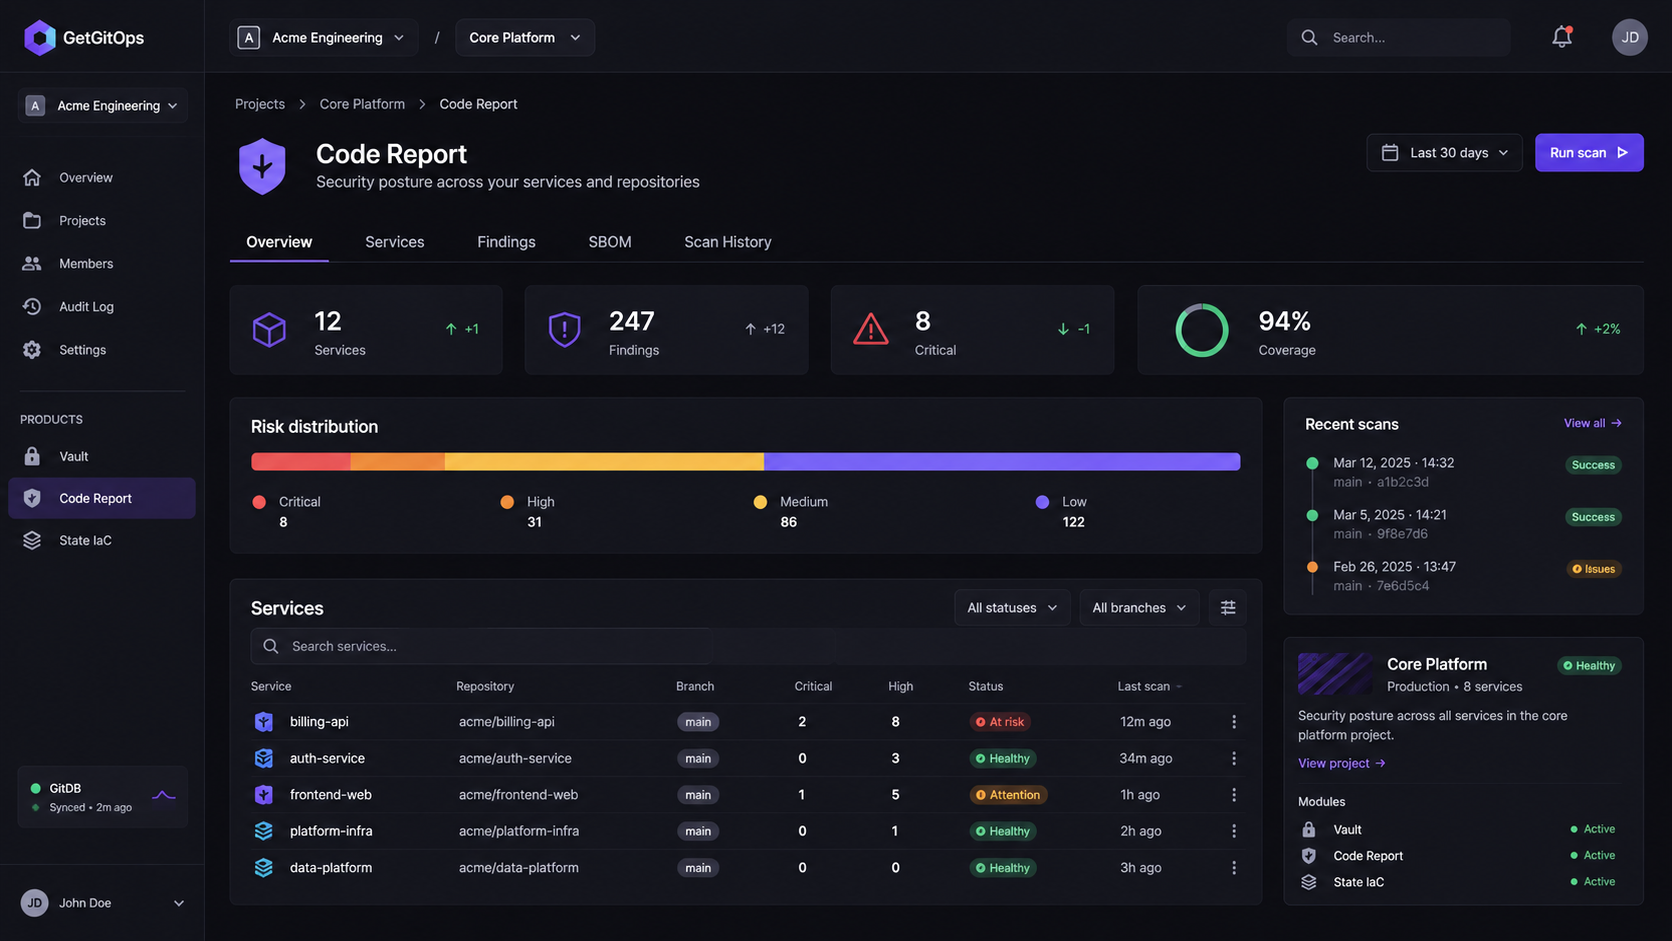 GetGitOps
A Acme Engineering / Core Platform
Search...
JD
A Acme Engineering
Overview
Projects
Members
Audit Log
Settings
PRODUCTS
Vault
Code Report
State IaC
GitDB
Synced • 2m ago
JD John Doe
Projects > Core Platform > Code Report
Code Report
Security posture across your services and repositories
Last 30 days
Run scan
Overview Services Findings SBOM Scan History
12 ↑ +1
Services
247 ↑ +12
Findings
8 ↓ -1
Critical
94% ↑ +2%
Coverage
Risk distribution
Critical High Medium Low
8 31 86 122
Services
All statuses All branches
Search services...
Service Repository Branch Critical High Status Last scan
billing-api acme/billing-api main 2 8 At risk 12m ago
auth-service acme/auth-service main 0 3 Healthy 34m ago
frontend-web acme/frontend-web main 1 5 Attention 1h ago
platform-infra acme/platform-infra main 0 1 Healthy 2h ago
data-platform acme/data-platform main 0 0 Healthy 3h ago
Recent scans View all →
Mar 12, 2025 · 14:32 Success
main • a1b2c3d
Mar 5, 2025 · 14:21 Success
main • 9f8e7d6
Feb 26, 2025 · 13:47 Issues
main • 7e6d5c4
Core Platform Healthy
Production • 8 services
Security posture across all services in the core
platform project.
View project →
Modules
Vault Active
Code Report Active
State IaC Active